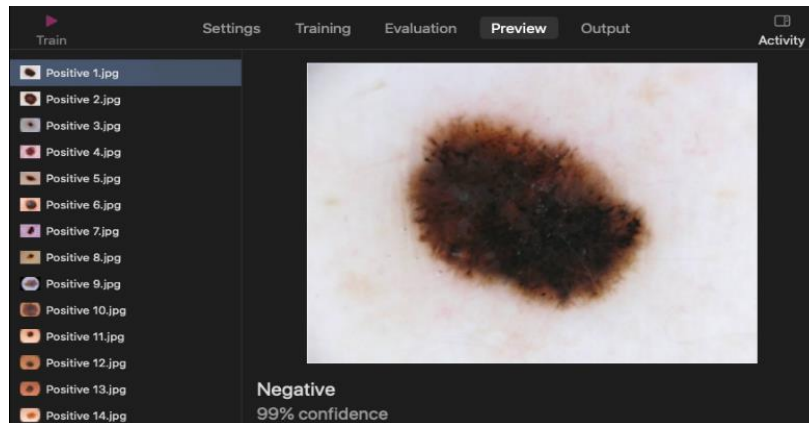 Train Settings Training Evaluation Preview Output Activity
Positive 1.jpg
Positive 2.jpg
Positive 3.jpg
Positive 4.jpg
Positive 5.jpg
Positive 6.jpg
Positive 7.jpg
Positive 8.jpg
Positive 9.jpg
Positive 10.jpg
Positive 11.jpg
Positive 12.jpg
Positive 13.jpg
Positive 14.jpg
Negative
99% confidence